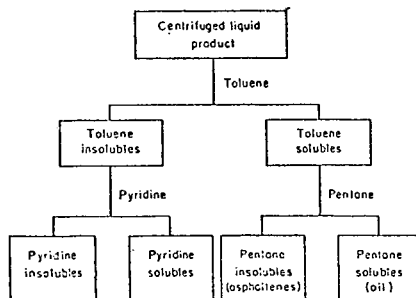 Centrifuged liquid
product
Toluene
Toluene
insolubles
Toluene
solubles
Pyridine
Pentane
Pyridine
insolubles
Pyridine
solubles
Pentane
insolubles
(asphaltenes)
Pentane
solubles
(oil)